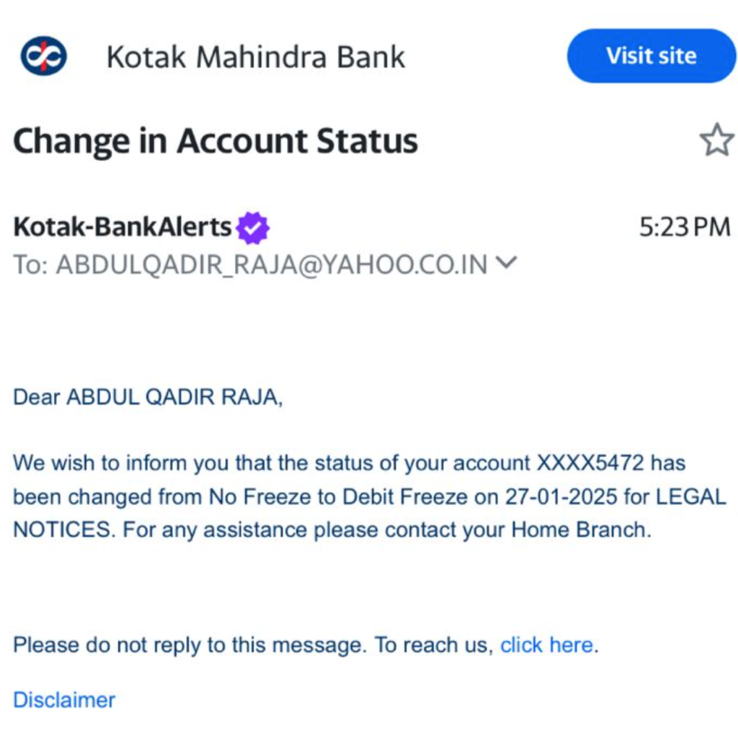 Kotak Mahindra Bank
Visit site
Change in Account Status
Kotak-BankAlerts
5:23 PM
To: ABDULQADIR_RAJA@YAHOO.CO.IN
Dear ABDUL QADIR RAJA,
We wish to inform you that the status of your account XXXX5472 has
been changed from No Freeze to Debit Freeze on 27-01-2025 for LEGAL
NOTICES. For any assistance please contact your Home Branch.
Please do not reply to this message. To reach us, click here.
Disclaimer